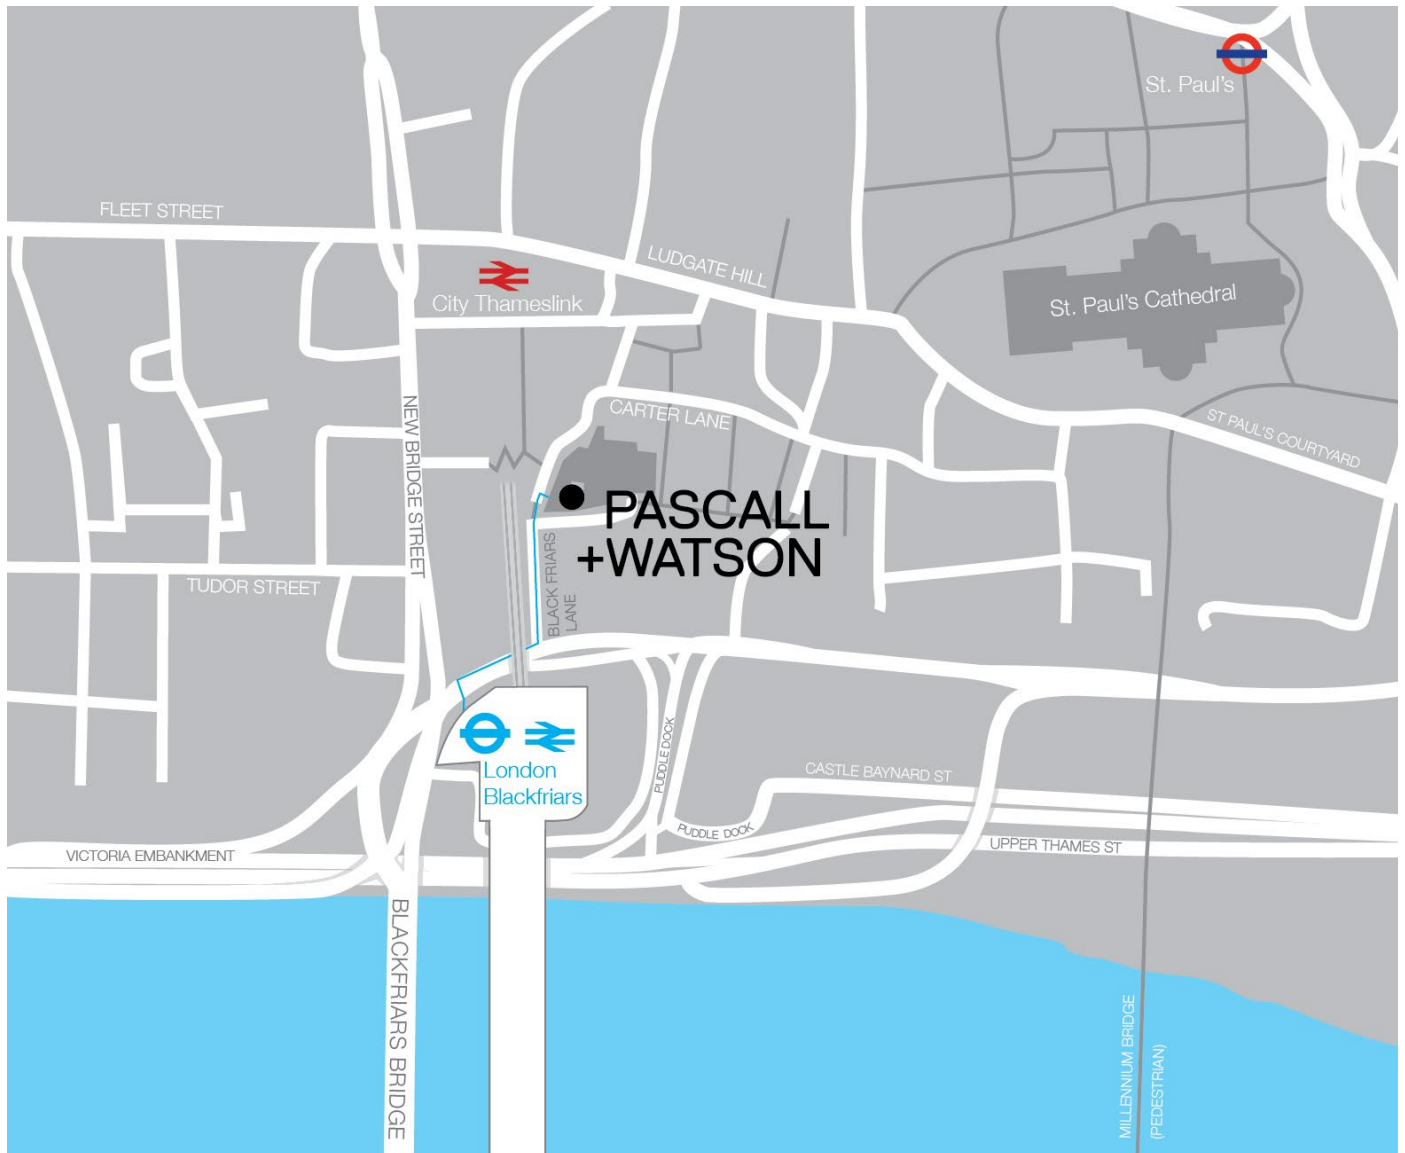 St. Paul's
FLEET STREET
LUDGATE HILL
City Thameslink
St. Paul's Cathedral
NEW BRIDGE STREET
CARTER LANE
ST PAUL'S COURTYARD
PASCALL
+WATSON
BLACK FRIARS
LANE
TUDOR STREET
PUDDLE DOCK
London
Blackfriars
CASTLE BAYNARD ST
PUDDLE DOCK
UPPER THAMES ST
VICTORIA EMBANKMENT
BLACKFRIARS BRIDGE
MILLENNIUM BRIDGE
(PEDESTRIAN)